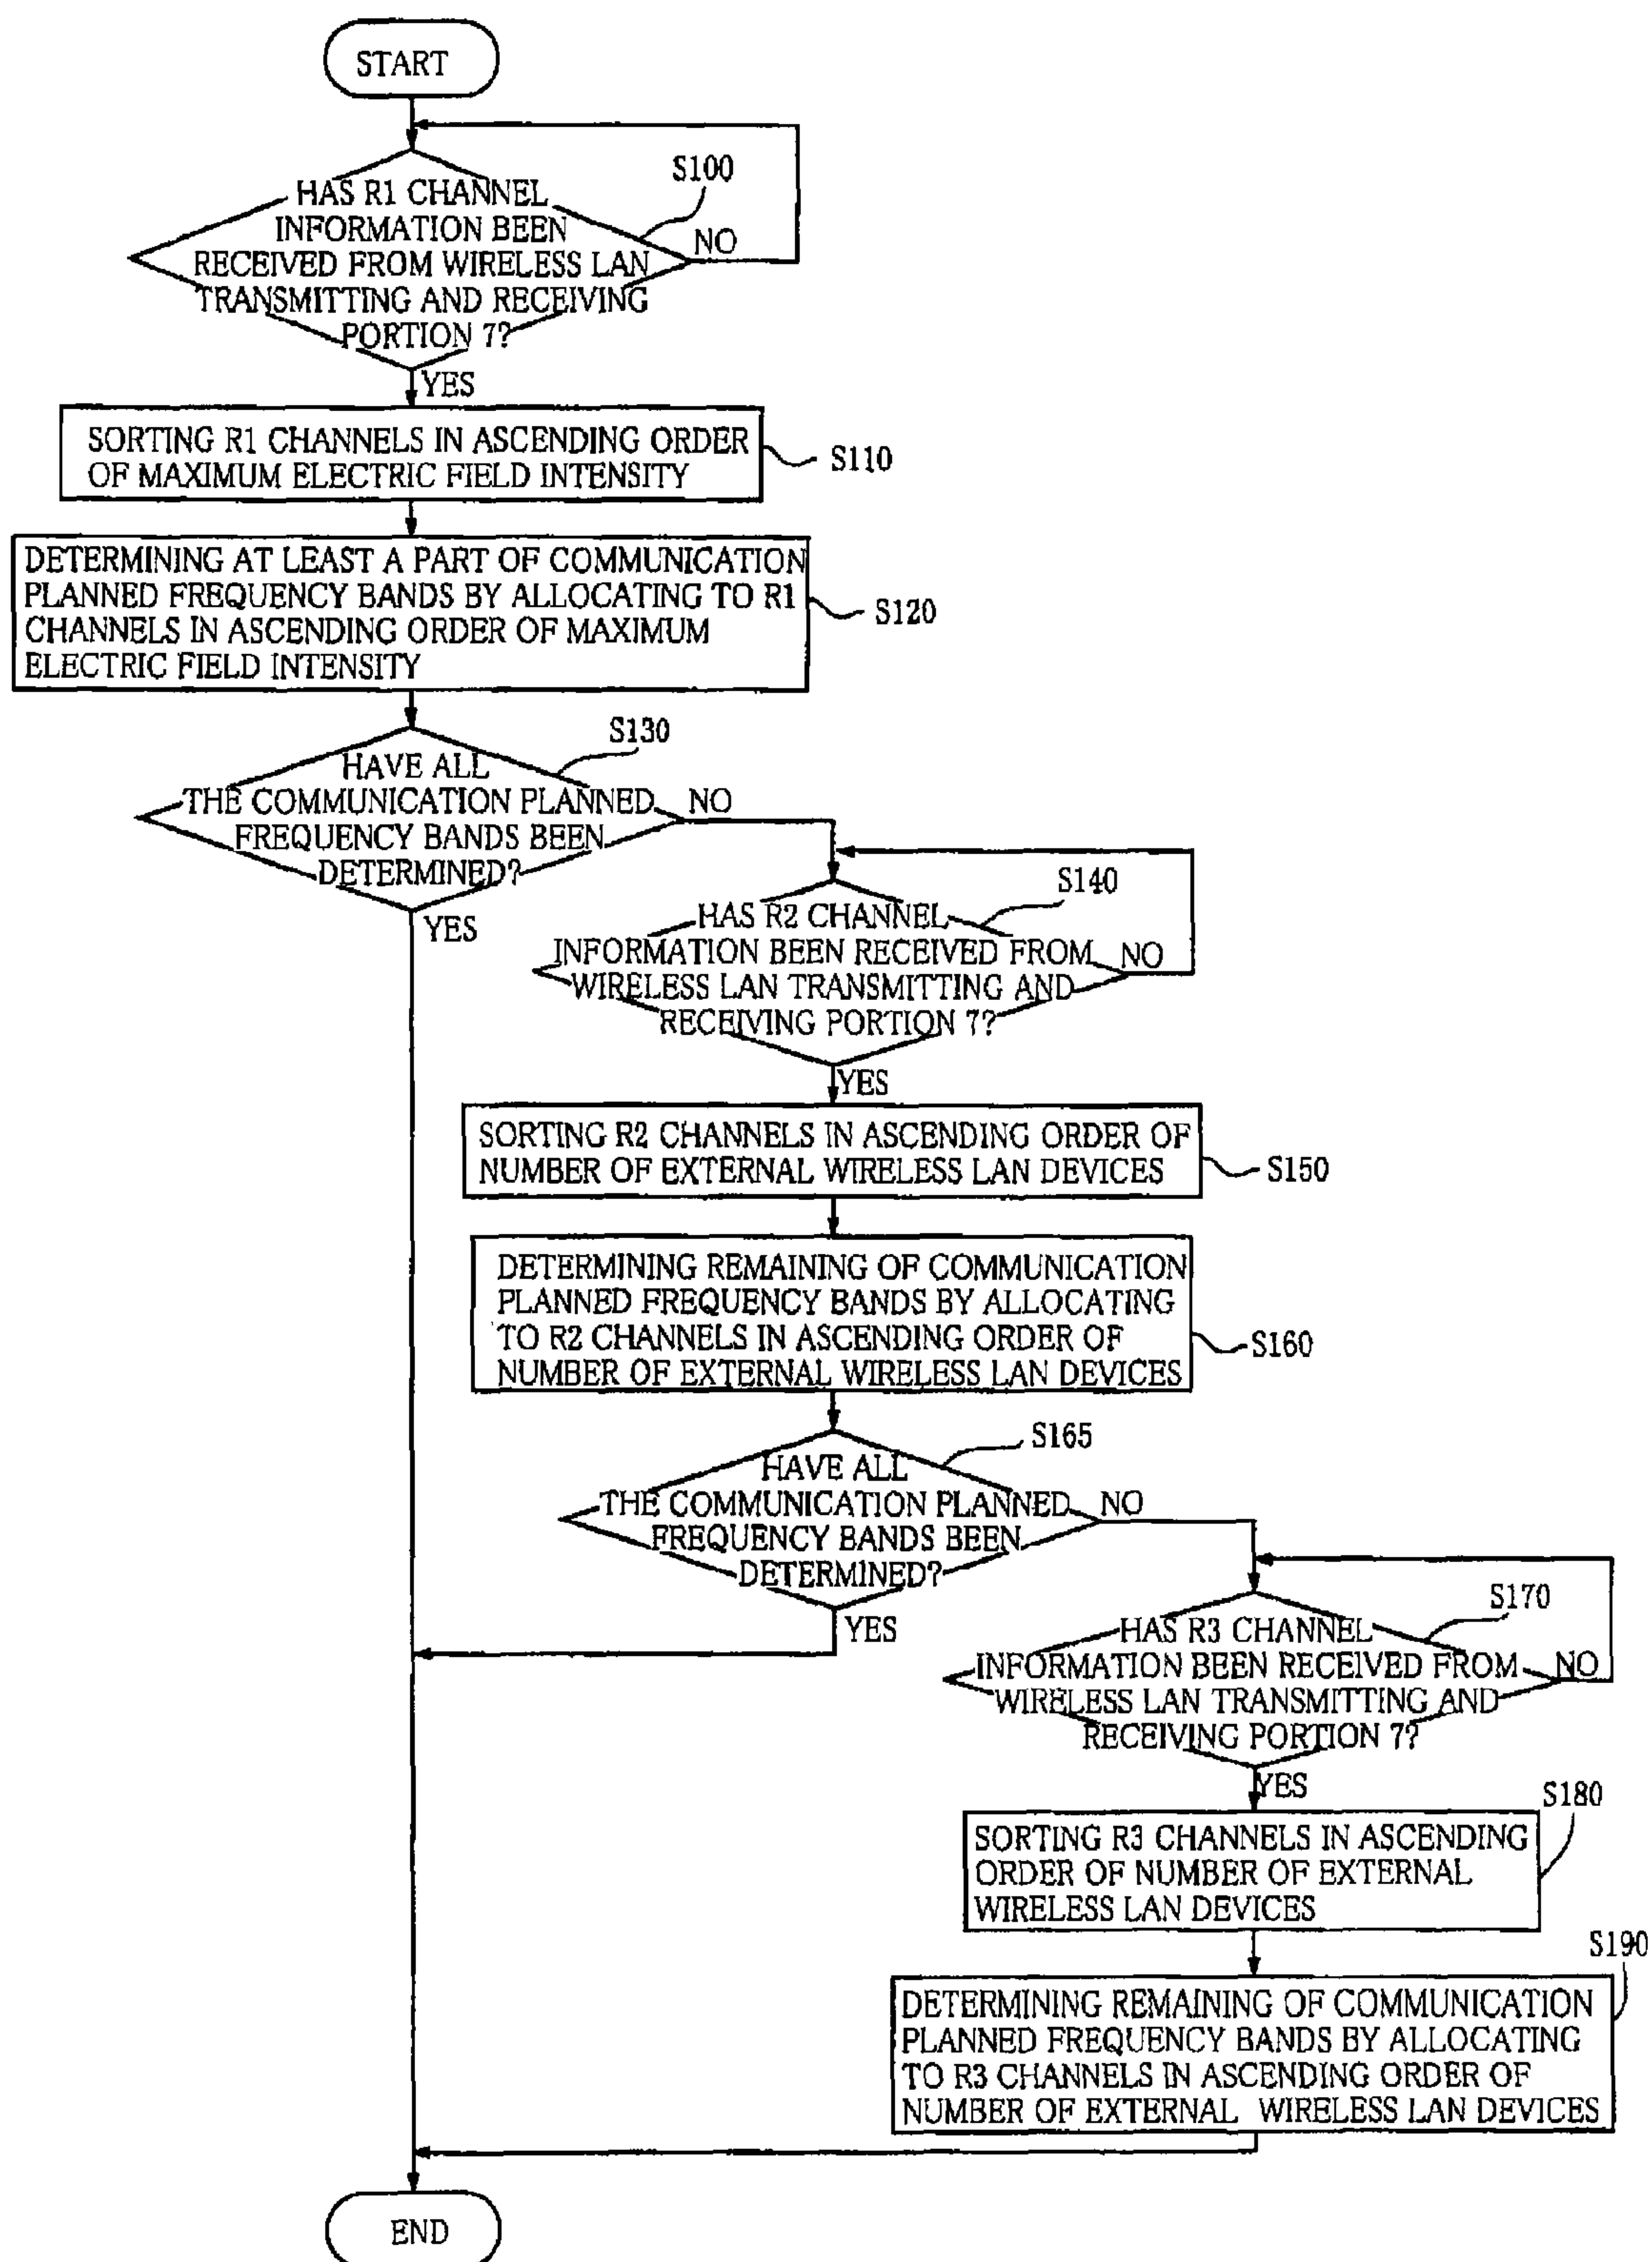 START
S100
HAS R1 CHANNEL
INFORMATION BEEN
RECEIVED FROM WIRELESS LAN
TRANSMITTING AND RECEIVING
PORTION 7?
NO
YES
SORTING R1 CHANNELS IN ASCENDING ORDER
OF MAXIMUM ELECTRIC FIELD INTENSITY
S110
DETERMINING AT LEAST A PART OF COMMUNICATION
PLANNED FREQUENCY BANDS BY ALLOCATING TO R1
CHANNELS IN ASCENDING ORDER OF MAXIMUM
ELECTRIC FIELD INTENSITY
S120
S130
HAVE ALL
THE COMMUNICATION PLANNED
FREQUENCY BANDS BEEN
DETERMINED?
NO
YES
S140
HAS R2 CHANNEL
INFORMATION BEEN RECEIVED FROM
WIRELESS LAN TRANSMITTING AND
RECEIVING PORTION 7?
NO
YES
SORTING R2 CHANNELS IN ASCENDING ORDER OF
NUMBER OF EXTERNAL WIRELESS LAN DEVICES
S150
DETERMINING REMAINING OF COMMUNICATION
PLANNED FREQUENCY BANDS BY ALLOCATING
TO R2 CHANNELS IN ASCENDING ORDER OF
NUMBER OF EXTERNAL WIRELESS LAN DEVICES
S160
S165
HAVE ALL
THE COMMUNICATION PLANNED
FREQUENCY BANDS BEEN
DETERMINED?
NO
YES
S170
HAS R3 CHANNEL
INFORMATION BEEN RECEIVED FROM
WIRELESS LAN TRANSMITTING AND
RECEIVING PORTION 7?
NO
YES
S180
SORTING R3 CHANNELS IN ASCENDING
ORDER OF NUMBER OF EXTERNAL
WIRELESS LAN DEVICES
S190
DETERMINING REMAINING OF COMMUNICATION
PLANNED FREQUENCY BANDS BY ALLOCATING
TO R3 CHANNELS IN ASCENDING ORDER OF
NUMBER OF EXTERNAL WIRELESS LAN DEVICES
END